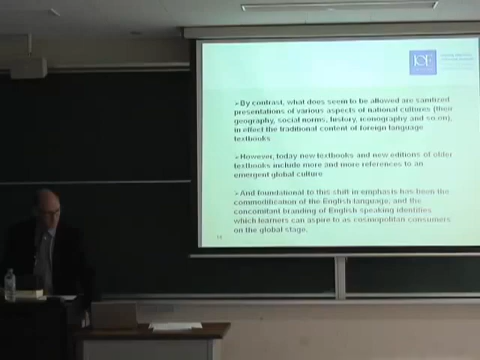 IOE
➢By contrast, what does seem to be allowed are sanitized
presentations of various aspects of national cultures (their
geography, social norms, history, iconography and so on),
in effect the traditional content of foreign language
textbooks
➢However, today new textbooks and new editions of older
textbooks include more and more references to an
emergent global culture
➢And foundational to this shift in emphasis has been the
commodification of the English language, and the
concomitant branding of English speaking identities
which learners can aspire to as cosmopolitan consumers
on the global stage.